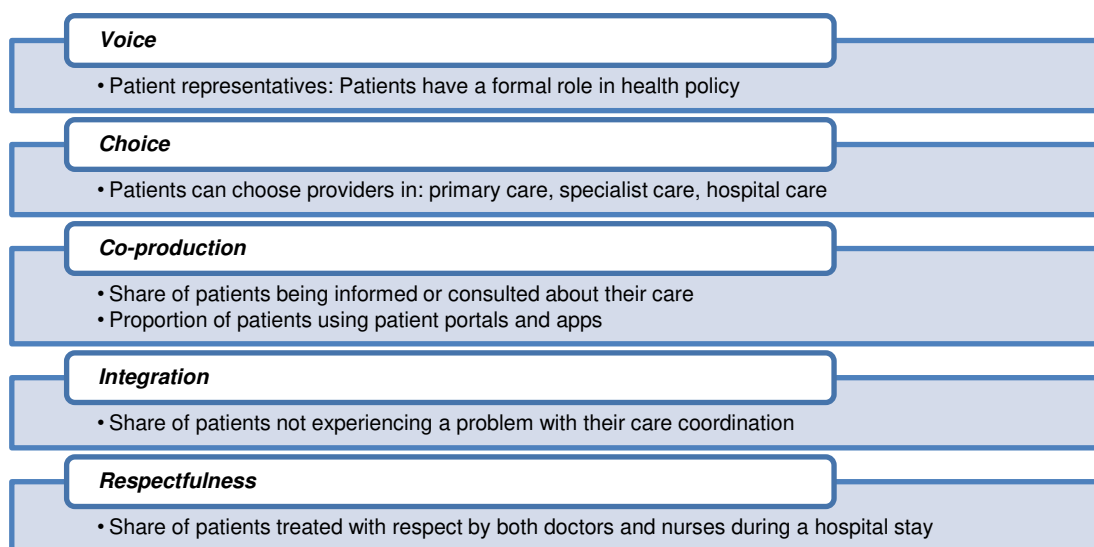 Voice
• Patient representatives: Patients have a formal role in health policy
Choice
• Patients can choose providers in: primary care, specialist care, hospital care
Co-production
• Share of patients being informed or consulted about their care
• Proportion of patients using patient portals and apps
Integration
• Share of patients not experiencing a problem with their care coordination
Respectfulness
• Share of patients treated with respect by both doctors and nurses during a hospital stay